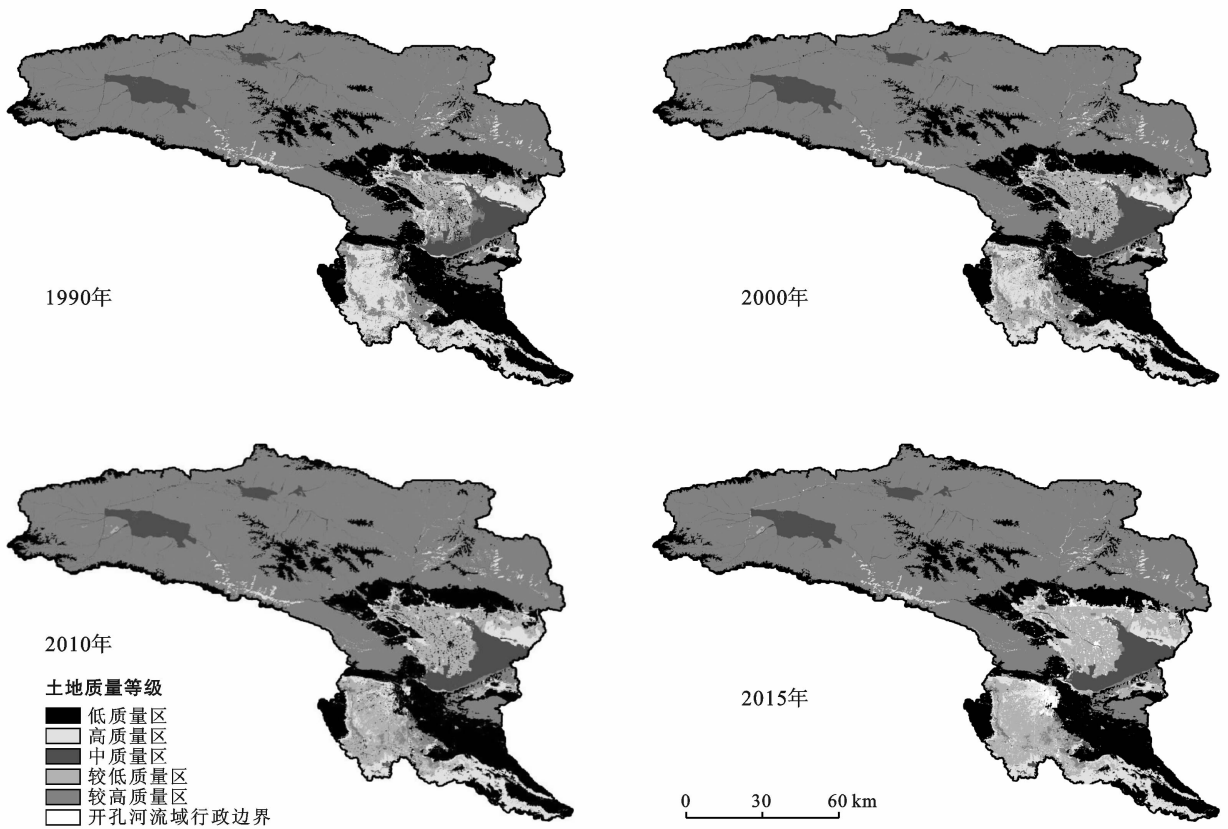 1990年
2000年
2010年
2015年
土地质量等级
低质量区
高质量区
中质量区
较低质量区
较高质量区
开孔河流域行政边界
0 30 60 km